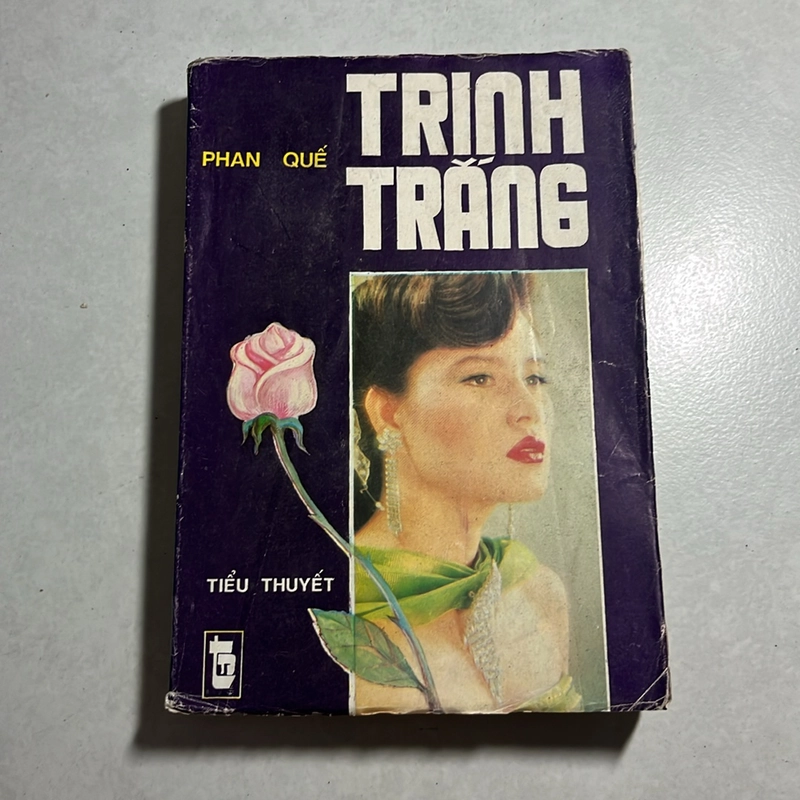 TRINH
TRẮNG
PHAN QUẾ
TIỂU THUYẾT